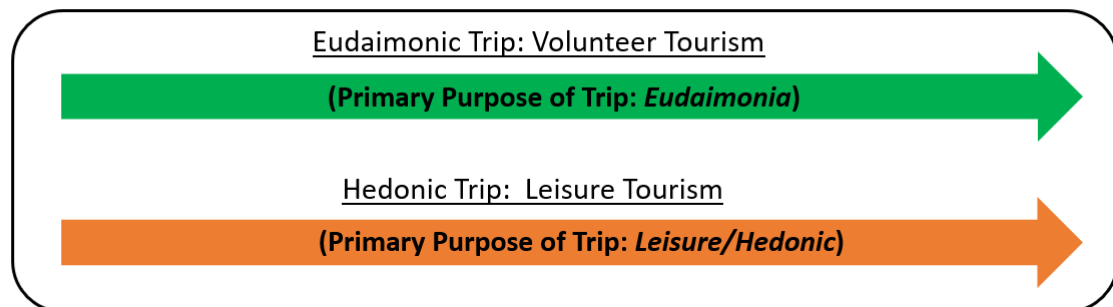 Eudaimonic Trip: Volunteer Tourism
(Primary Purpose of Trip: Eudaimonia)
Hedonic Trip:  Leisure Tourism
(Primary Purpose of Trip: Leisure/Hedonic)